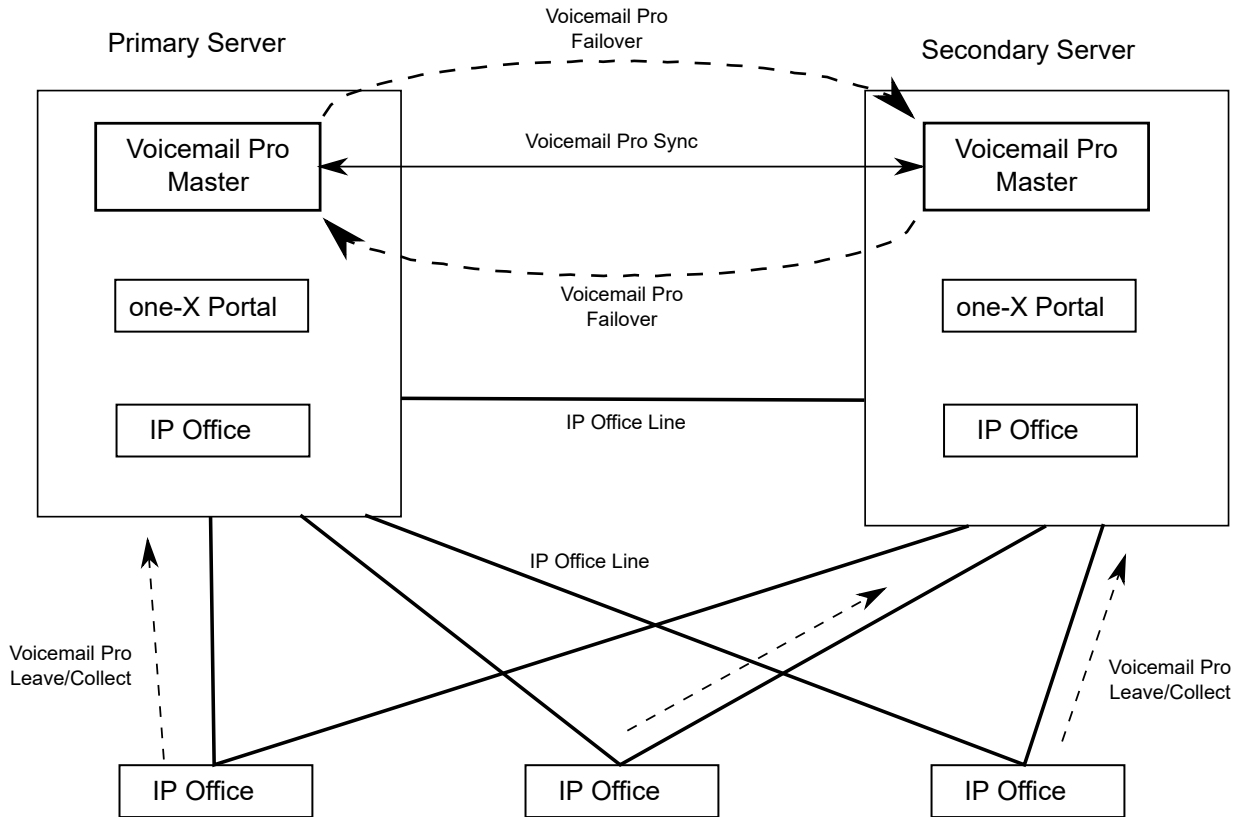 Voicemail Pro
Failover
Primary Server
Secondary Server
Voicemail Pro
Master
Voicemail Pro Sync
Voicemail Pro
Master
one-X Portal
Voicemail Pro
Failover
one-X Portal
IP Office
IP Office Line
IP Office
IP Office Line
Voicemail Pro
Leave/Collect
Voicemail Pro
Leave/Collect
IP Office
IP Office
IP Office